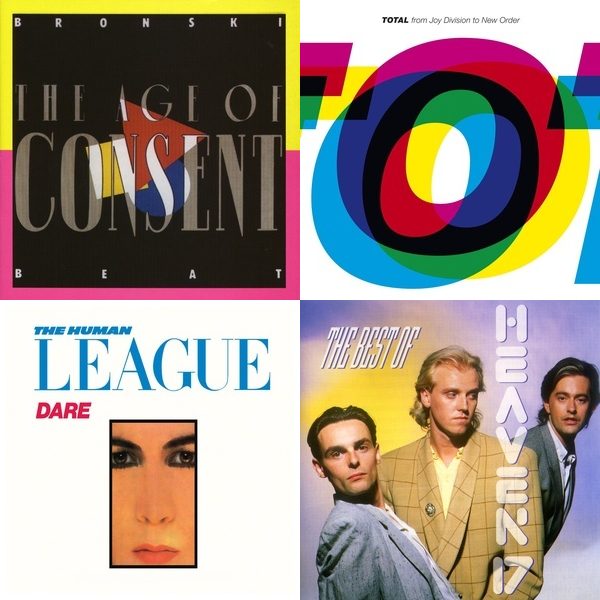 BRONSKI
THE AGE OF
CONSENT
BEAT
TOTAL from Joy Division to New Order
TOT
THE HUMAN
LEAGUE
DARE
THE BEST OF
HEAVEN 17